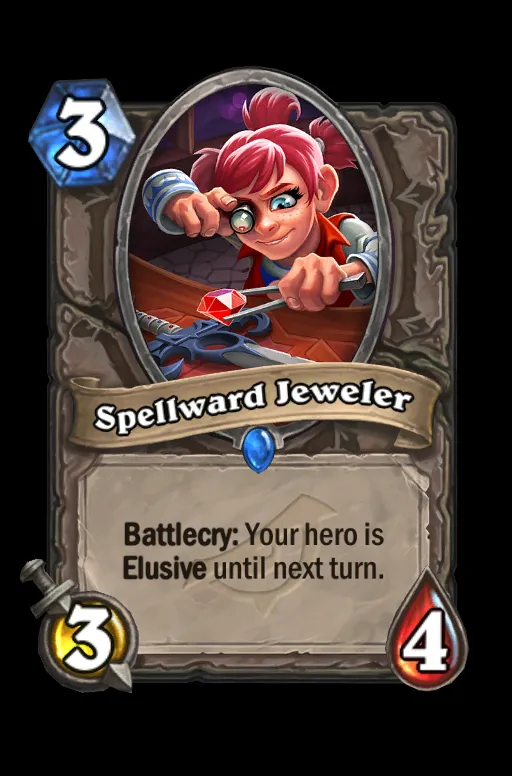 3
Spellward Jeweler
Battlecry: Your hero is
Elusive until next turn.
3
4